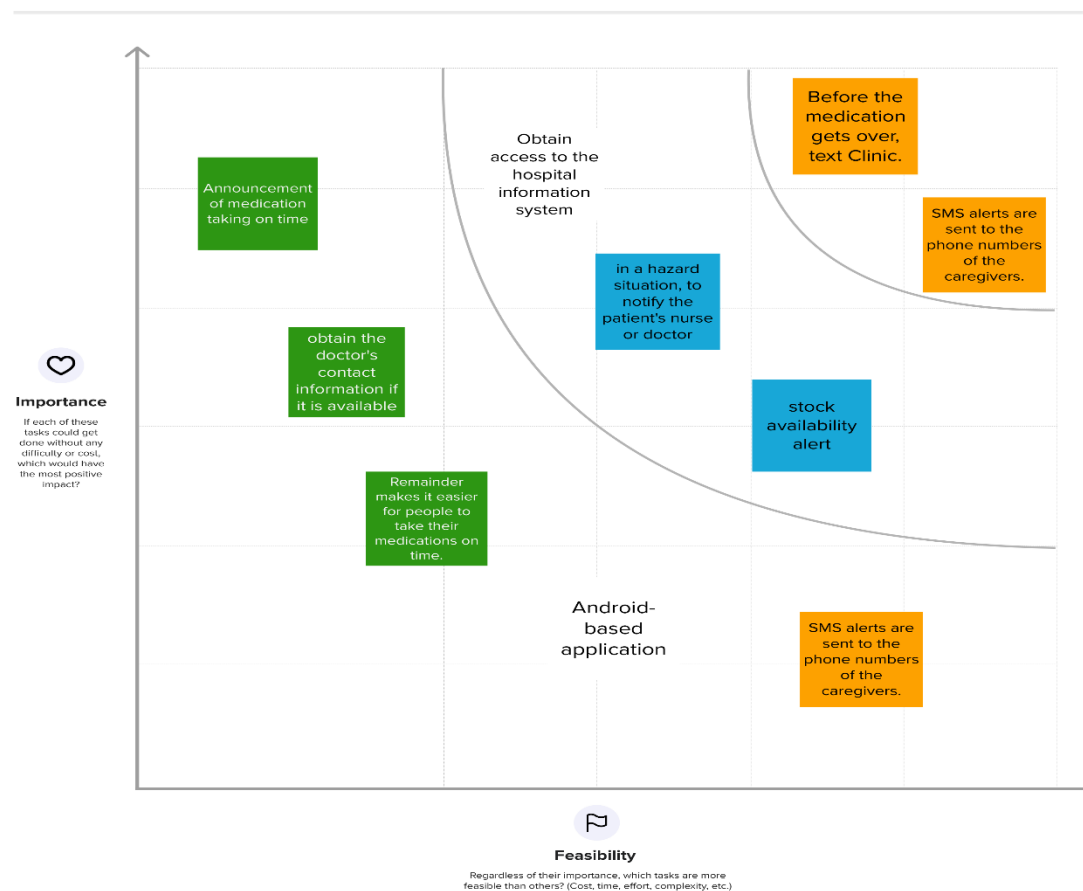 Before the
medication
gets over,
text Clinic.
Obtain
access to the
hospital
information
system
Announcement
of medication
taking on time
SMS alerts are
sent to the
phone numbers
of the
caregivers.
in a hazard
situation, to
notify the
patient's nurse
or doctor
obtain the
doctor's
contact
information if
it is available
stock
availability
alert
Importance
If each of these
tasks could get
done without any
difficulty or cost,
which would have
the most positive
impact?
Remainder
makes it easier
for people to
take their
medications on
time.
Android-
based
application
SMS alerts are
sent to the
phone numbers
of the
caregivers.
Feasibility
Regardless of their importance, which tasks are more
feasible than others? (Cost, time, effort, complexity, etc.)